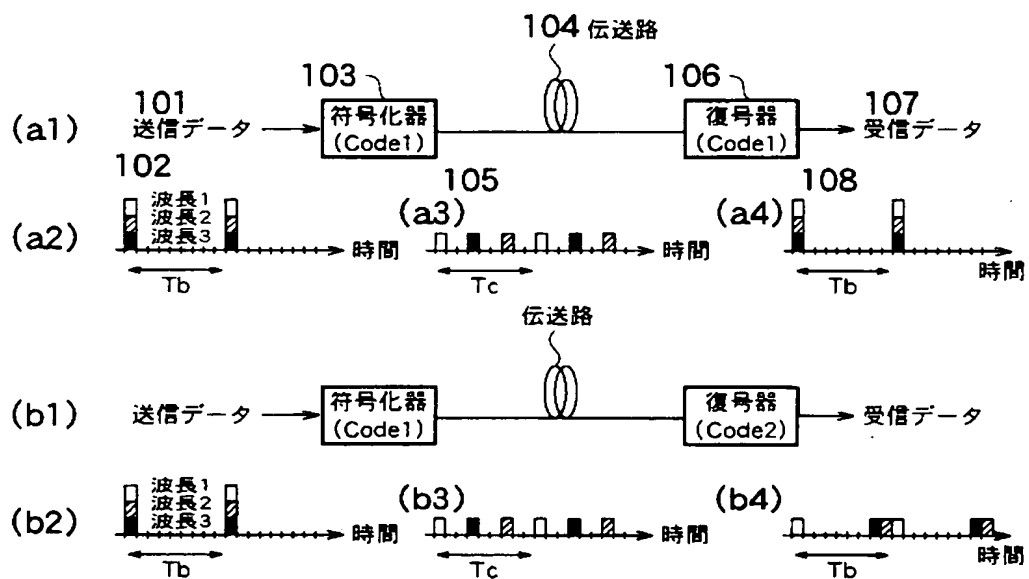 104 伝送路
103
106
101
107
(a1)
送信データ
符号化器
(Code1)
復号器
(Code1)
受信データ
102
105
108
(a2)
波長1
波長2
波長3
時間
Tb
(a3)
時間
Tc
(a4)
時間
Tb
伝送路
(b1)
送信データ
符号化器
(Code1)
復号器
(Code2)
受信データ
(b2)
波長1
波長2
波長3
時間
Tb
(b3)
時間
Tc
(b4)
時間
Tb